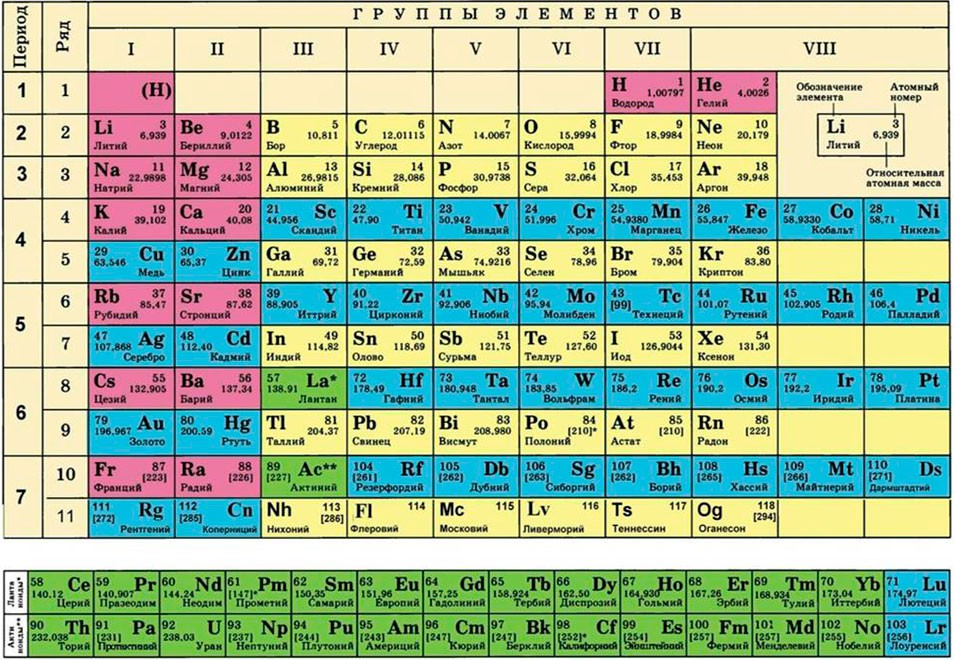 ГРУППЫ ЭЛЕМЕНТОВ
Период Ряд I II III IV V VI VII VIII
1 1 (H) H 1 1,00797 Водород He 2 4,0026 Гелий
Обозначение элемента Атомный номер
Li 3 6,939 Литий
Относительная атомная масса
2 2 Li 3 6,939 Литий Be 4 9,0122 Бериллий B 5 10,811 Бор C 6 12,01115 Углерод N 7 14,0067 Азот O 8 15,9994 Кислород F 9 18,9984 Фтор Ne 10 20,179 Неон
3 3 Na 11 22,9898 Натрий Mg 12 24,305 Магний Al 13 26,9815 Алюминий Si 14 28,086 Кремний P 15 30,9738 Фосфор S 16 32,064 Сера Cl 17 35,453 Хлор Ar 18 39,948 Аргон
4 4 K 19 39,102 Калий Ca 20 40,08 Кальций 21 Sc 44,956 Скандий 22 Ti 47,90 Титан 23 V 50,942 Ванадий 24 Cr 51,996 Хром 25 Mn 54,9380 Марганец 26 Fe 55,847 Железо 27 Co 58,9330 Кобальт 28 Ni 58,71 Никель
5 29 Cu 63,546 Медь 30 Zn 65,37 Цинк Ga 31 69,72 Галлий Ge 32 72,59 Германий As 33 74,9216 Мышьяк Se 34 78,96 Селен Br 35 79,904 Бром Kr 36 83,80 Криптон
5 6 Rb 37 85,47 Рубидий Sr 38 87,62 Стронций 39 Y 88,905 Иттрий 40 Zr 91,22 Цирконий 41 Nb 92,906 Ниобий 42 Mo 95,94 Молибден 43 Tc [99] Технеций 44 Ru 101,07 Рутений 45 Rh 102,905 Родий 46 Pd 106,4 Палладий
7 47 Ag 107,868 Серебро 48 Cd 112,40 Кадмий In 49 114,82 Индий Sn 50 118,69 Олово Sb 51 121,75 Сурьма Te 52 127,60 Теллур I 53 126,9044 Иод Xe 54 131,30 Ксенон
6 8 Cs 55 132,905 Цезий Ba 56 137,34 Барий 57 La* 138,91 Лантан 72 Hf 178,49 Гафний 73 Ta 180,948 Тантал 74 W 183,85 Вольфрам 75 Re 186,2 Рений 76 Os 190,2 Осмий 77 Ir 192,2 Иридий 78 Pt 195,09 Платина
9 79 Au 196,967 Золото 80 Hg 200,59 Ртуть Tl 81 204,37 Таллий Pb 82 207,19 Свинец Bi 83 208,980 Висмут Po 84 [210]* Полоний At 85 [210] Астат Rn 86 [222] Радон
7 10 Fr 87 [223] Франций Ra 88 [226] Радий 89 Ac** [227] Актиний 104 Rf [261] Резерфордий 105 Db [262] Дубний 106 Sg [263] Сиборгий 107 Bh [262] Борий 108 Hs [265] Хассий 109 Mt [266] Майтнерий 110 Ds [271] Дармштадтий
11 111 Rg [272] Рентгений 112 Cn [285] Коперниций Nh 113 [286] Нихоний Fl 114 Флеровий Mc 115 Московий Lv 116 Ливерморий Ts 117 Теннессин Og 118 [294] Оганесон
Ланта ноиды* 58 Ce 140,12 Церий 59 Pr 140,907 Празеодим 60 Nd 144,24 Неодим 61 Pm [147]* Прометий 62 Sm 150,35 Самарий 63 Eu 151,96 Европий 64 Gd 157,25 Гадолиний 65 Tb 158,924 Тербий 66 Dy 162,50 Диспрозий 67 Ho 164,930 Гольмий 68 Er 167,26 Эрбий 69 Tm 168,934 Тулий 70 Yb 173,04 Иттербий 71 Lu 174,97 Лютеций
Акти ноиды** 90 Th 232,038 Торий 91 Pa [231] Протактиний 92 U 238,03 Уран 93 Np [237] Нептуний 94 Pu [244] Плутоний 95 Am [243] Америций 96 Cm [247] Кюрий 97 Bk [247] Берклий 98 Cf [252]* Калифорний 99 Es [254] Эйнштейний 100 Fm [257] Фермий 101 Md [257] Менделевий 102 No [255] Нобелий 103 Lr [256] Лоуренсий